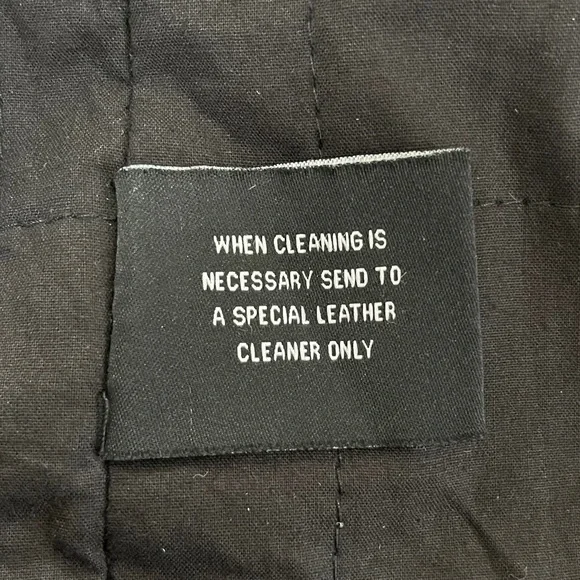 WHEN CLEANING IS
NECESSARY SEND TO
A SPECIAL LEATHER
CLEANER ONLY